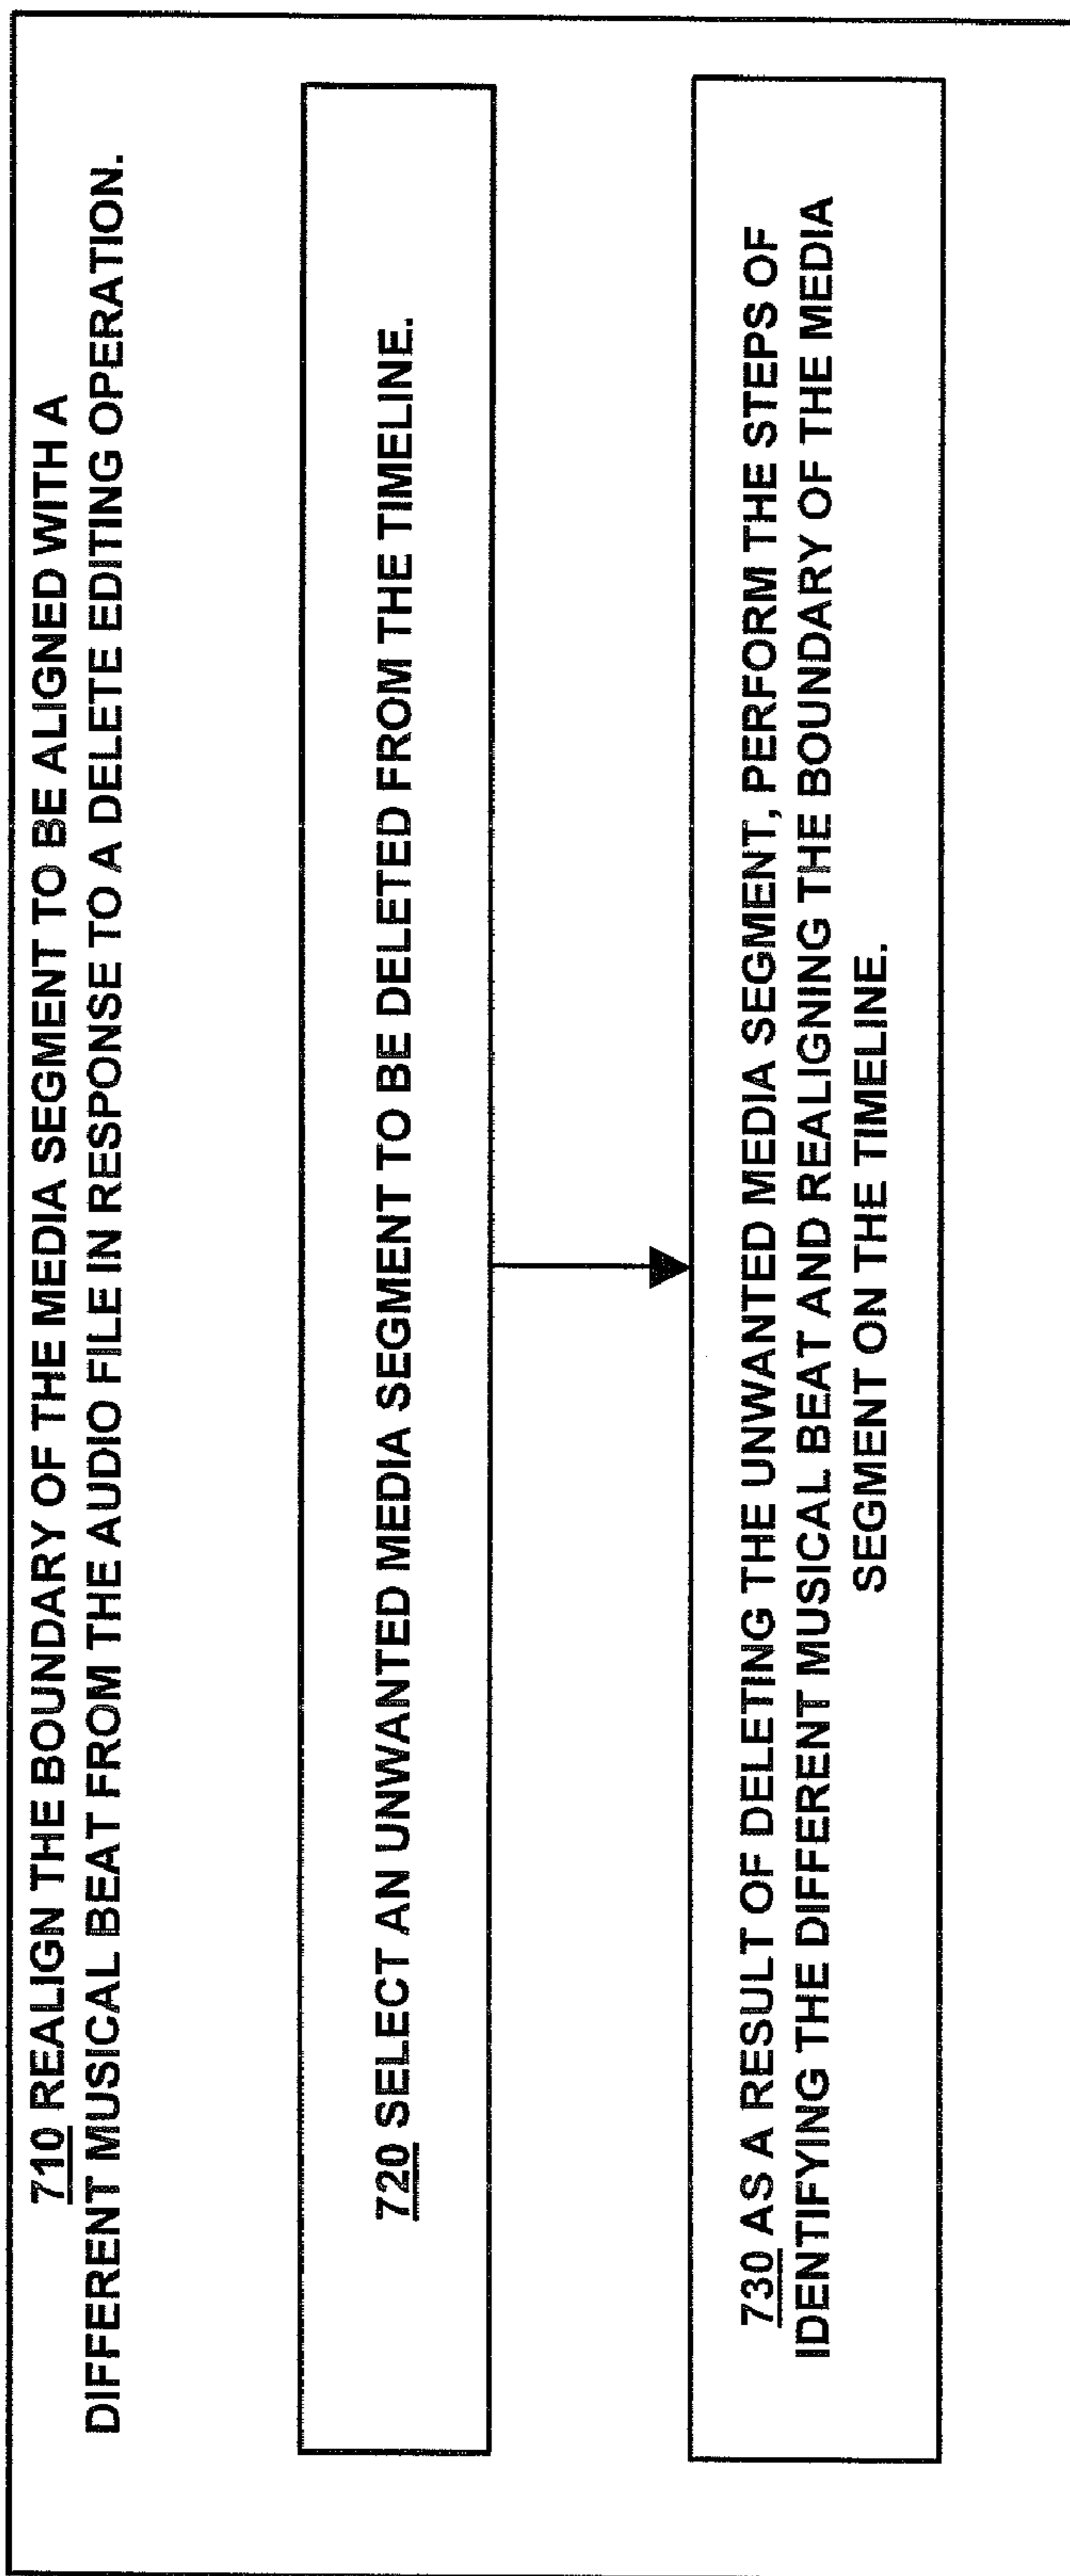 710 REALIGN THE BOUNDARY OF THE MEDIA SEGMENT TO BE ALIGNED WITH A
DIFFERENT MUSICAL BEAT FROM THE AUDIO FILE IN RESPONSE TO A DELETE EDITING OPERATION.
720 SELECT AN UNWANTED MEDIA SEGMENT TO BE DELETED FROM THE TIMELINE.
730 AS A RESULT OF DELETING THE UNWANTED MEDIA SEGMENT, PERFORM THE STEPS OF
IDENTIFYING THE DIFFERENT MUSICAL BEAT AND REALIGNING THE BOUNDARY OF THE MEDIA
SEGMENT ON THE TIMELINE.